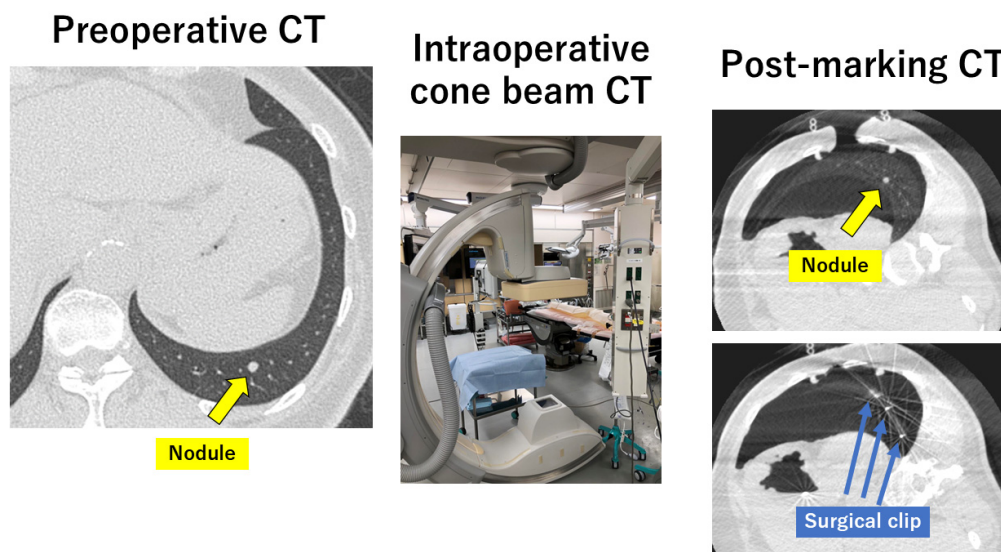 Preoperative CT
Nodule
Intraoperative
cone beam CT
Post-marking CT
Nodule
Surgical clip